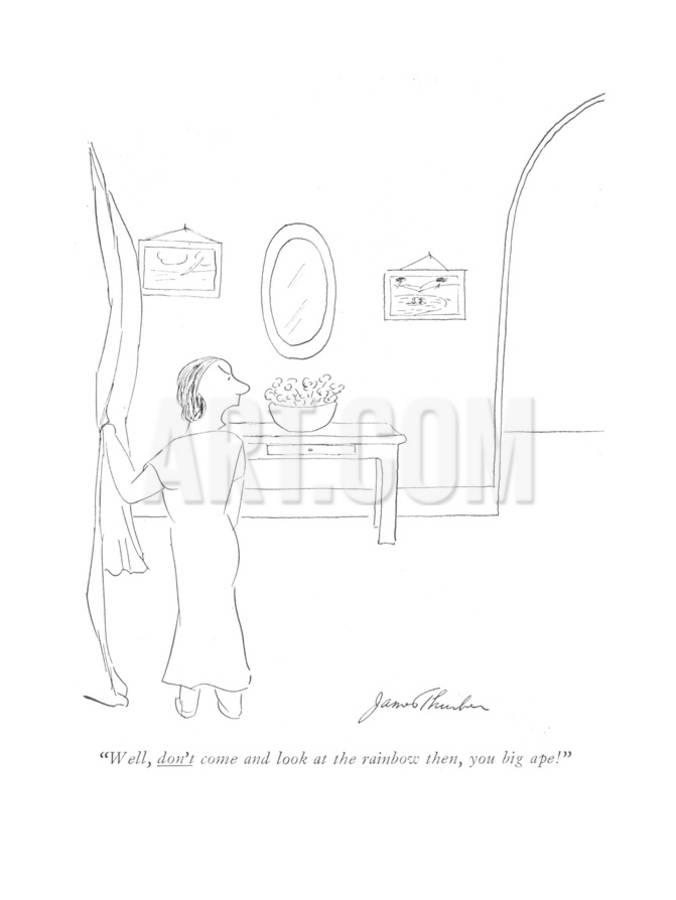 ART.COM
James Thurber
“Well, don't come and look at the rainbow then, you big ape!”